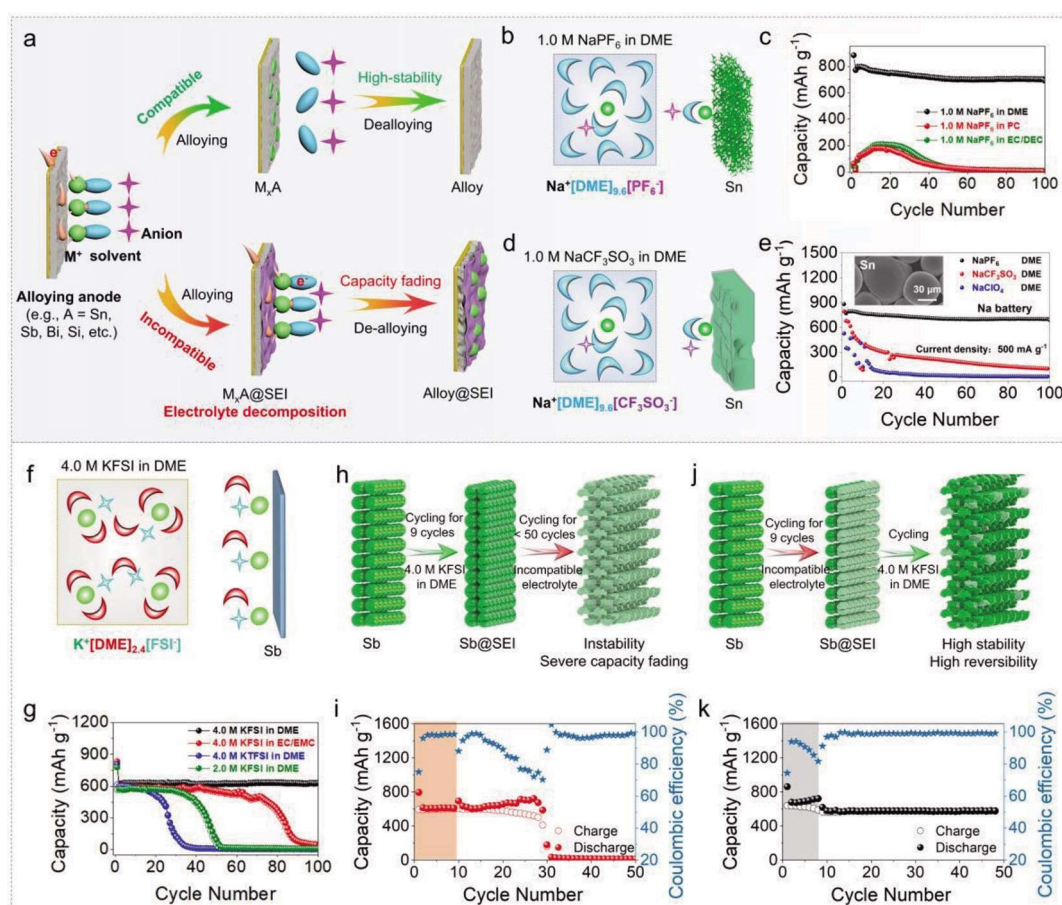 a
e⁻
Compatible
Alloying
High-stability
Dealloying
MₓA
Alloy
M⁺ solvent
Anion
Alloying anode
(e.g., A = Sn,
Sb, Bi, Si, etc.)
Alloying
Incompatible
e⁻
Capacity fading
De-alloying
MₓA@SEI
Alloy@SEI
Electrolyte decomposition
b
1.0 M NaPF₆ in DME
Na⁺[DME]₉.₆[PF₆⁻]
Sn
c
Capacity (mAh g⁻¹)
800
600
400
200
0
1.0 M NaPF₆ in DME
1.0 M NaPF₆ in PC
1.0 M NaPF₆ in EC/DEC
0 20 40 60 80 100
Cycle Number
d
1.0 M NaCF₃SO₃ in DME
Na⁺[DME]₉.₆[CF₃SO₃⁻]
Sn
e
Capacity (mAh g⁻¹)
1500
1200
900
600
300
0
Sn
30 μm
NaPF₆ DME
NaCF₃SO₃ DME
NaClO₄ DME
Na battery
Current density: 500 mA g⁻¹
0 20 40 60 80 100
Cycle Number
f
4.0 M KFSI in DME
K⁺[DME]₂.₄[FSI⁻]
Sb
g
Capacity (mAh g⁻¹)
1200
900
600
300
0
4.0 M KFSI in DME
4.0 M KFSI in EC/EMC
4.0 M KTFSI in DME
2.0 M KFSI in DME
0 20 40 60 80 100
Cycle Number
h
Cycling for
9 cycles
4.0 M KFSI
in DME
Cycling for
< 50 cycles
Incompatible
electrolyte
Sb
Sb@SEI
Instability
Severe capacity fading
i
Capacity (mAh g⁻¹)
1600
1200
800
400
0
Charge
Discharge
100
80
60
40
20
Coulombic efficiency (%)
0 10 20 30 40 50
Cycle Number
j
Cycling for
9 cycles
Incompatible
electrolyte
Cycling
4.0 M KFSI
in DME
Sb
Sb@SEI
High stability
High reversibility
k
Capacity (mAh g⁻¹)
1600
1200
800
400
0
Charge
Discharge
100
80
60
40
20
Coulombic efficiency (%)
0 10 20 30 40 50
Cycle Number